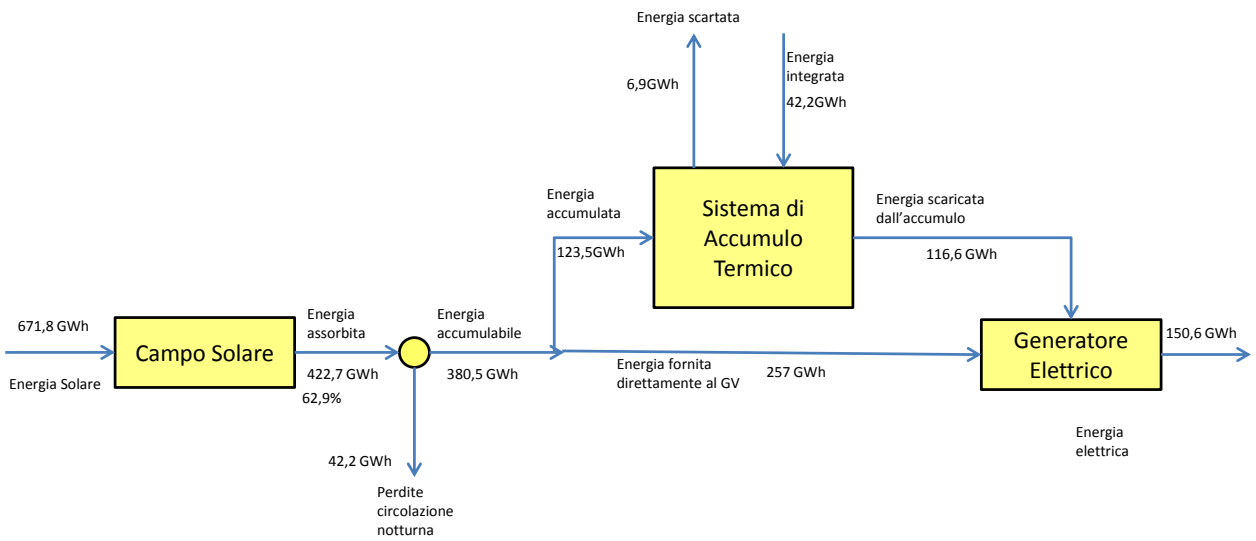 Energia scartata
6,9GWh
Energia
integrata
42,2GWh
Energia
accumulata
123,5GWh
Sistema di
Accumulo
Termico
Energia scaricata
dall'accumulo
116,6 GWh
671,8 GWh
Energia Solare
Campo Solare
Energia
assorbita
422,7 GWh
62,9%
Energia
accumulabile
380,5 GWh
42,2 GWh
Perdite
circolazione
notturna
Energia fornita
direttamente al GV
257 GWh
Generatore
Elettrico
150,6 GWh
Energia
elettrica